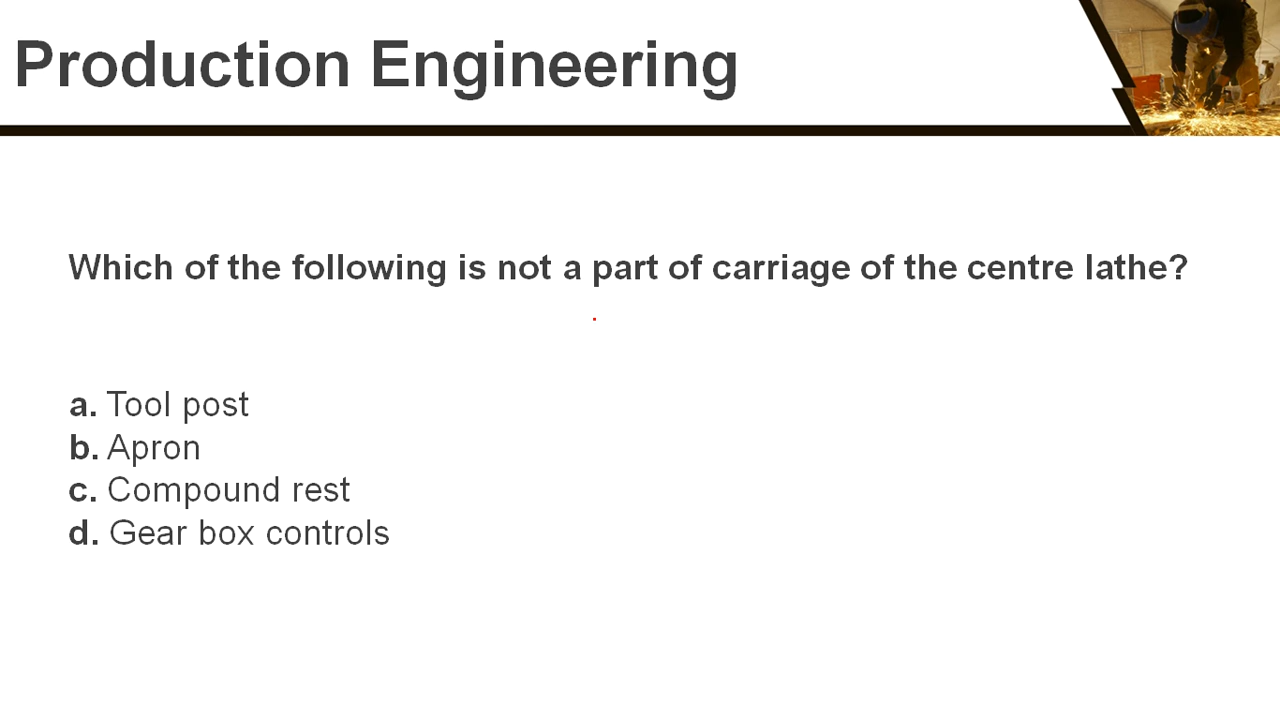 Production Engineering
Which of the following is not a part of carriage of the centre lathe?
a. Tool post
b. Apron
c. Compound rest
d. Gear box controls